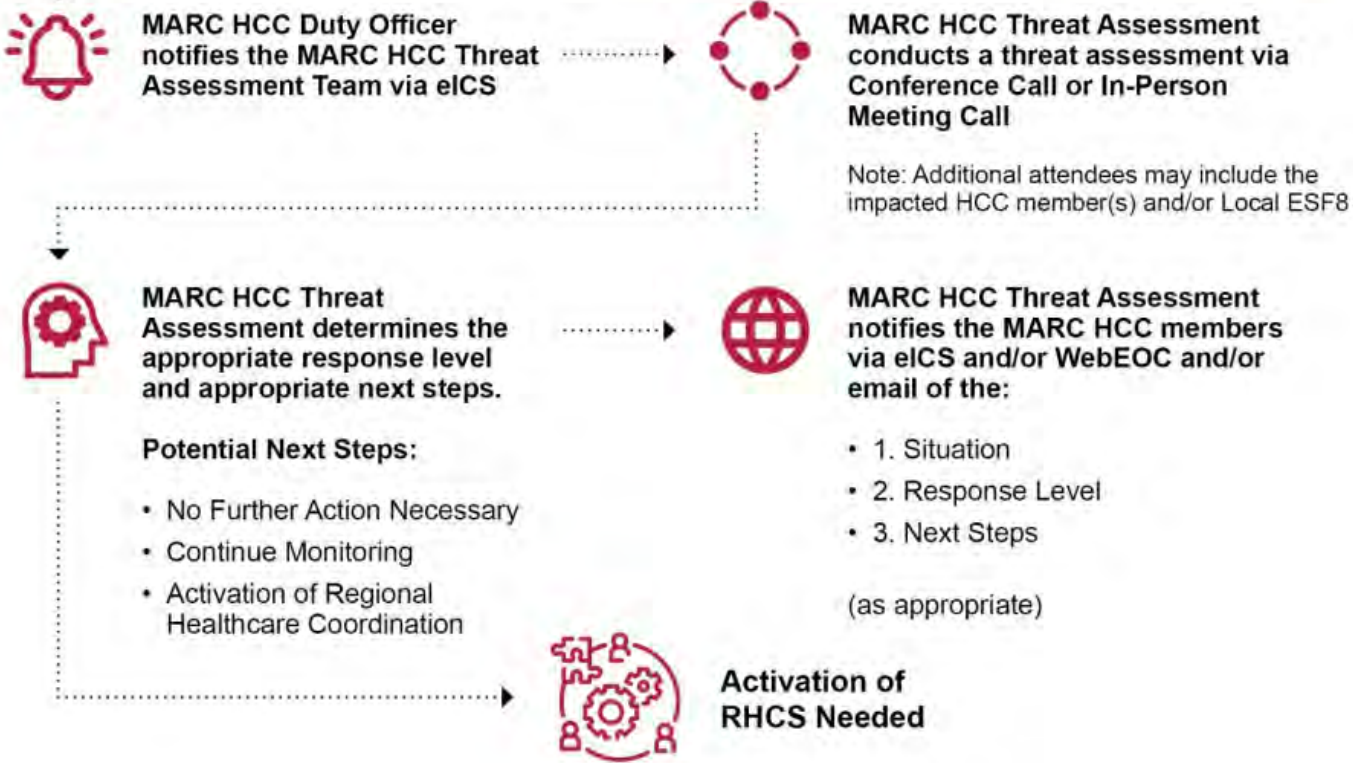 MARC HCC Duty Officer
notifies the MARC HCC Threat
Assessment Team via eICS
MARC HCC Threat Assessment
conducts a threat assessment via
Conference Call or In-Person
Meeting Call
Note: Additional attendees may include the
impacted HCC member(s) and/or Local ESF8
MARC HCC Threat
Assessment determines the
appropriate response level
and appropriate next steps.
Potential Next Steps:
• No Further Action Necessary
• Continue Monitoring
• Activation of Regional
Healthcare Coordination
MARC HCC Threat Assessment
notifies the MARC HCC members
via eICS and/or WebEOC and/or
email of the:
• 1. Situation
• 2. Response Level
• 3. Next Steps
(as appropriate)
Activation of
RHCS Needed